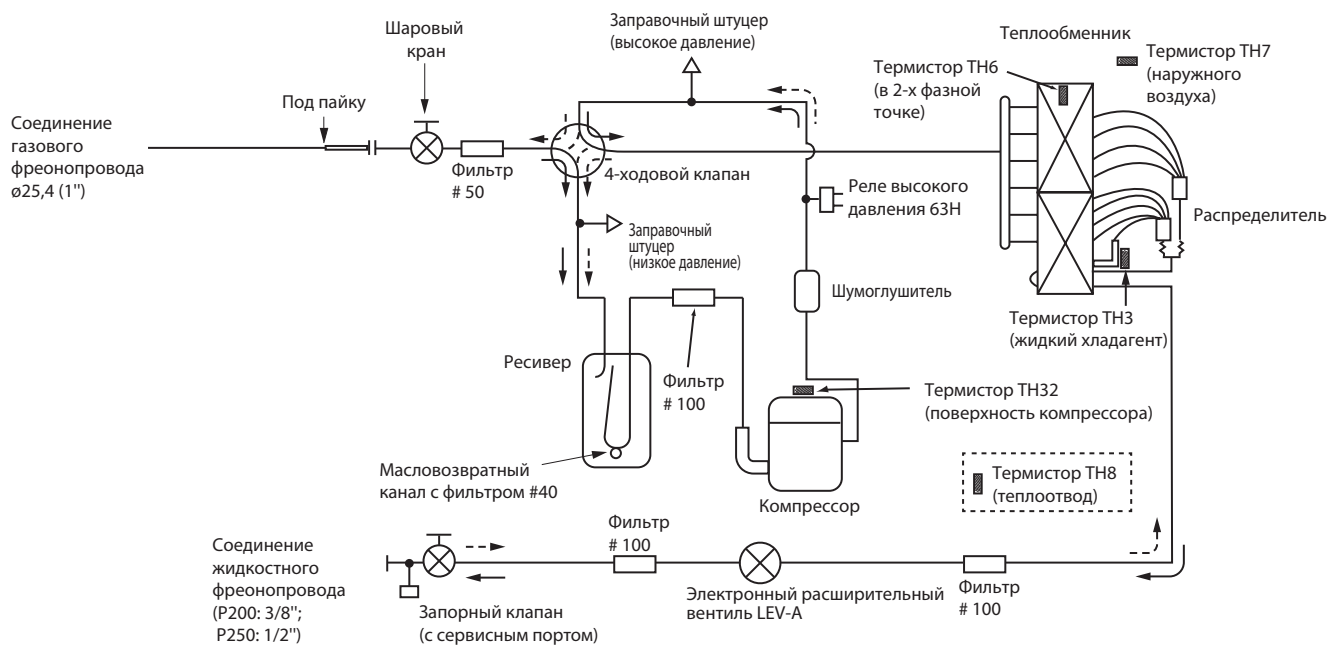 Заправочный штуцер
(высокое давление)
Шаровый
кран
Теплообменник
Термистор TH7
(наружного
воздуха)
Термистор TH6
(в 2-х фазной
точке)
Под пайку
Соединение
газового
фреонопровода
ø25,4 (1")
Фильтр
# 50
4-ходовой клапан
Реле высокого
давления 63H
Распределитель
Заправочный
штуцер
(низкое давление)
Шумоглушитель
Термистор TH3
(жидкий хладагент)
Ресивер
Фильтр
# 100
Термистор TH32
(поверхность компрессора)
Масловозвратный
канал с фильтром #40
Компрессор
Термистор TH8
(теплоотвод)
Соединение
жидкостного
фреонопровода
(P200: 3/8";
P250: 1/2")
Запорный клапан
(с сервисным портом)
Фильтр
# 100
Электронный расширительный
вентиль LEV-A
Фильтр
# 100